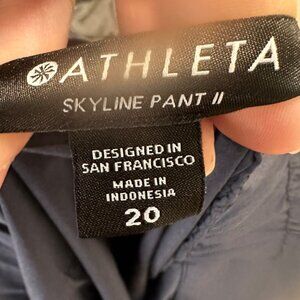 ATHLETA
SKYLINE PANT II
DESIGNED IN
SAN FRANCISCO
MADE IN
INDONESIA
20